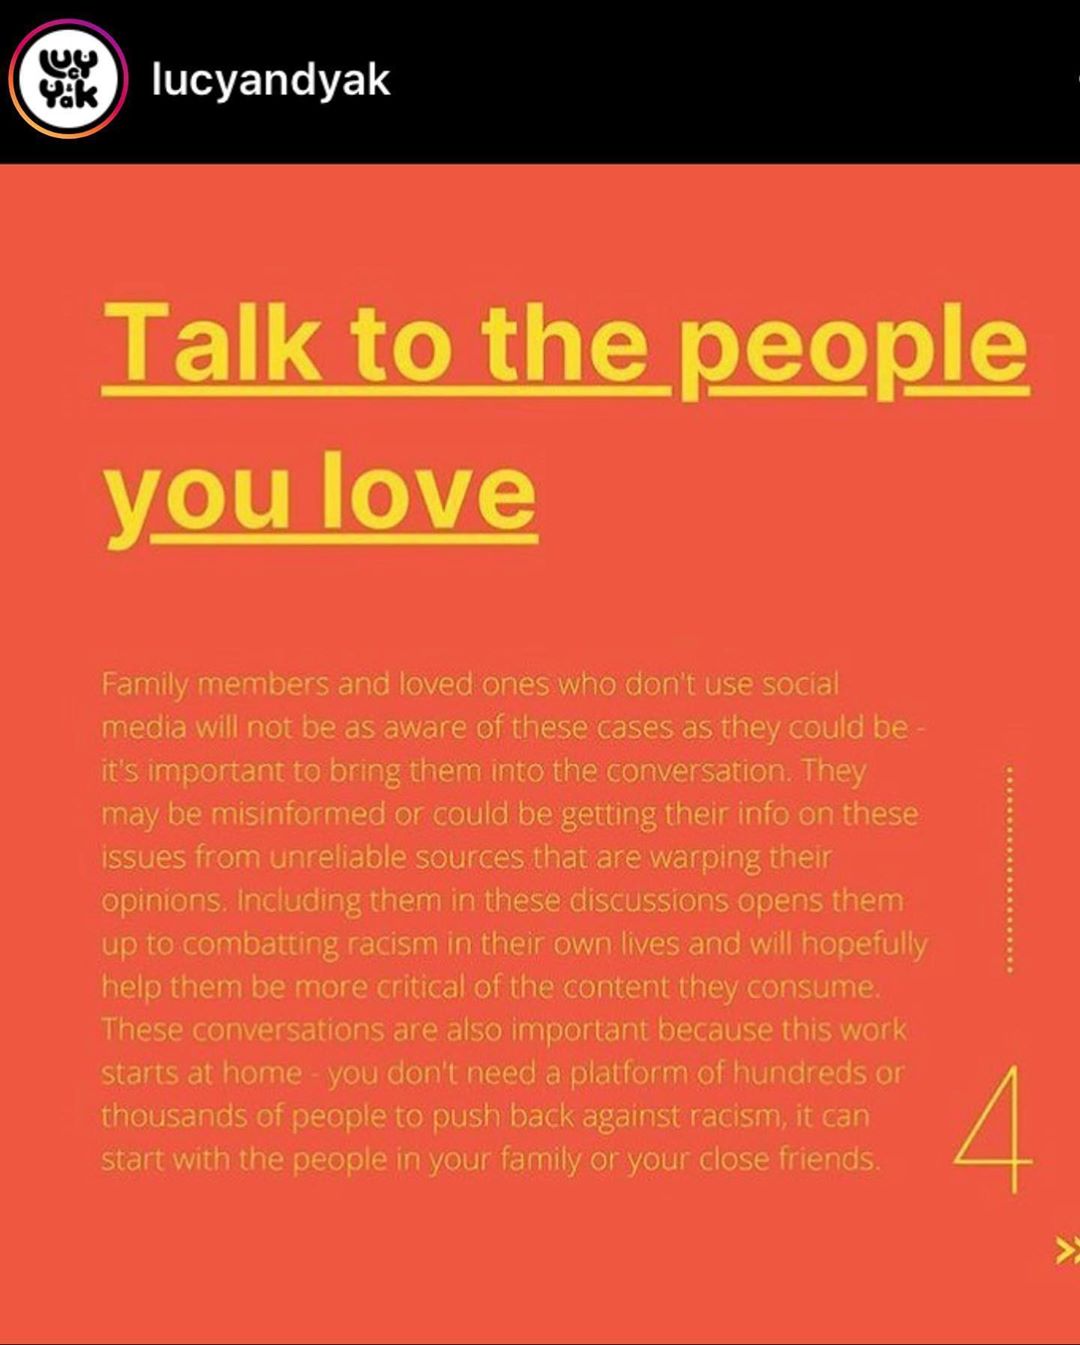 LUCY
&
YAK
lucyandyak
Talk to the people
you love
Family members and loved ones who don't use social
media will not be as aware of these cases as they could be -
it's important to bring them into the conversation. They
may be misinformed or could be getting their info on these
issues from unreliable sources that are warping their
opinions. Including them in these discussions opens them
up to combatting racism in their own lives and will hopefully
help them be more critical of the content they consume.
These conversations are also important because this work
starts at home - you don't need a platform of hundreds or
thousands of people to push back against racism, it can
start with the people in your family or your close friends.
4
»